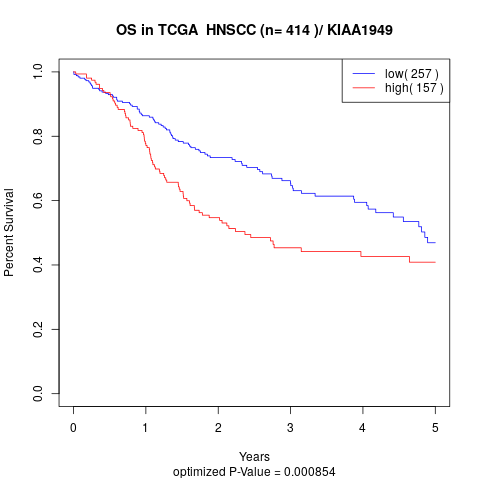 OS in TCGA  HNSCC (n= 414 )/ KIAA1949
low( 257 )
high( 157 )
Percent Survival
1.0
0.8
0.6
0.4
0.2
0.0
0 1 2 3 4 5
Years
optimized P-Value = 0.000854